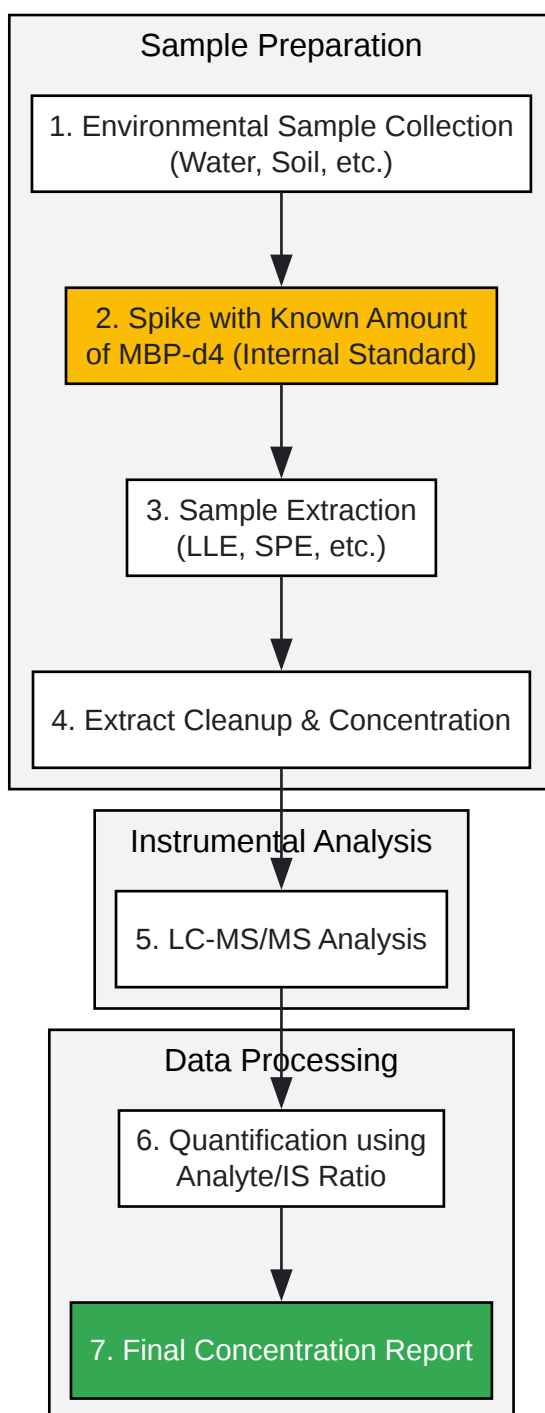 Sample Preparation
1. Environmental Sample Collection
(Water, Soil, etc.)
2. Spike with Known Amount
of MBP-d4 (Internal Standard)
3. Sample Extraction
(LLE, SPE, etc.)
4. Extract Cleanup & Concentration
Instrumental Analysis
5. LC-MS/MS Analysis
Data Processing
6. Quantification using
Analyte/IS Ratio
7. Final Concentration Report